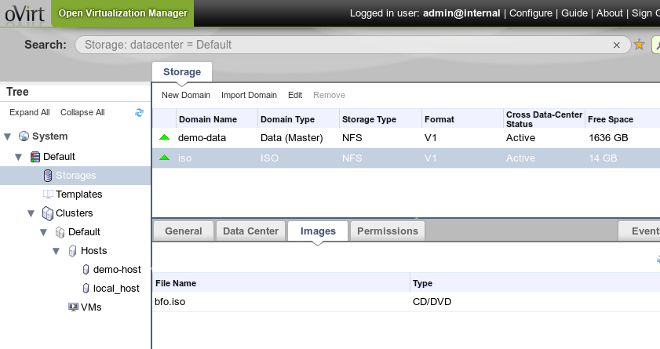 oVirt Open Virtualization Manager Logged in user: admin@internal | Configure | Guide | About | Sign
Search: Storage: datacenter = Default ×
Storage
Tree
New Domain Import Domain Edit Remove
Expand All Collapse All
Domain Name Domain Type Storage Type Format Cross Data-Center Status Free Space
System
demo-data Data (Master) NFS V1 Active 1636 GB
Default
iso ISO NFS V1 Active 14 GB
Storages
Templates
Clusters
General Data Center Images Permissions Event
Default
Hosts
demo-host
File Name Type
local_host
bfo.iso CD/DVD
VMs